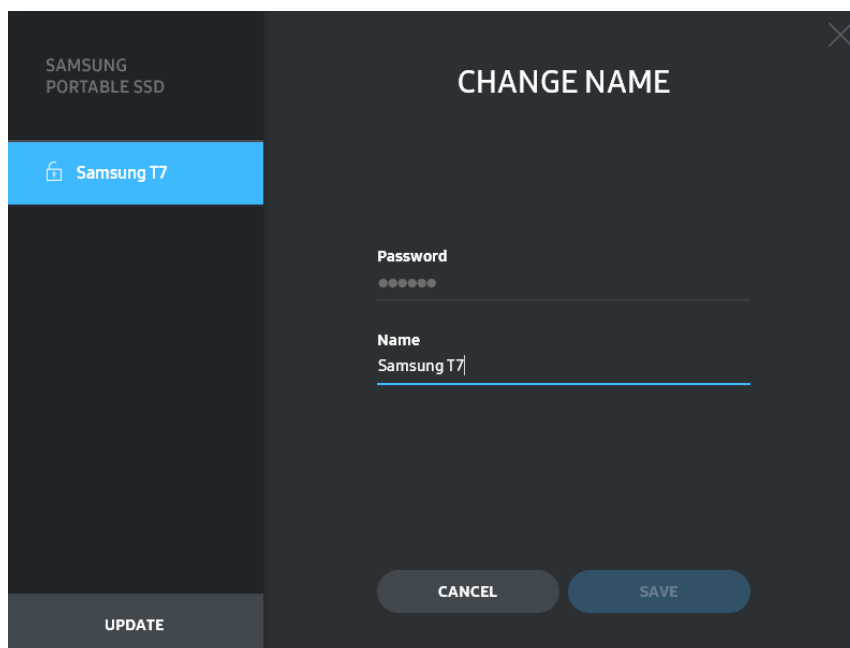 SAMSUNG
PORTABLE SSD
Samsung T7
UPDATE
CHANGE NAME
Password
●●●●●●
Name
Samsung T7
CANCEL
SAVE